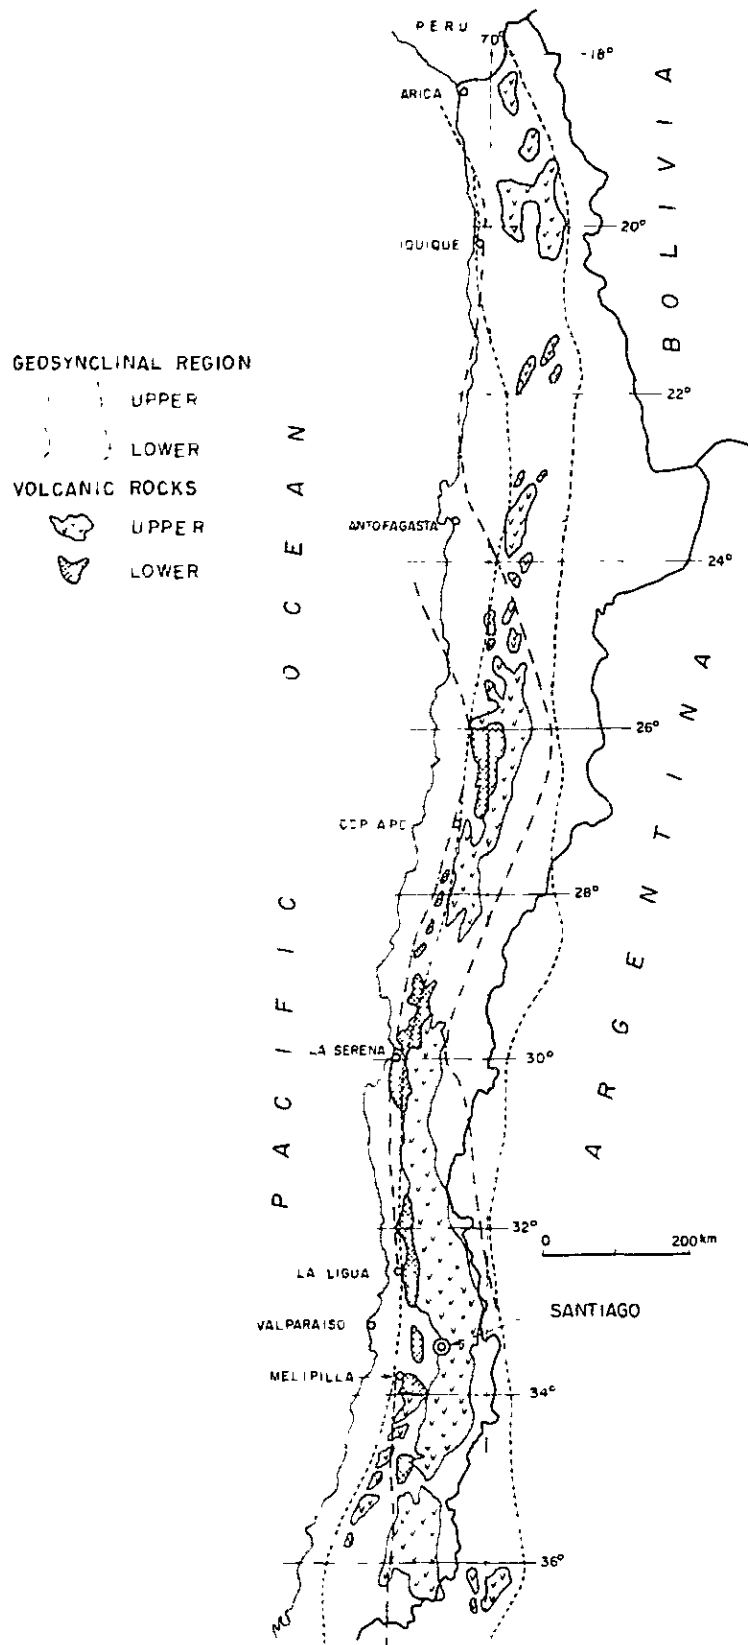 PERU
70°
18°
ARICA
BOLIVIA
20°
IQUIQUE
GEOSYNCLINAL REGION
UPPER
22°
LOWER
VOLCANIC ROCKS
UPPER
ANTOFAGASTA
LOWER
24°
PACIFIC OCEAN
ARGENTINA
26°
COPIAPO
28°
LA SERENA
30°
32°
0 200 km
LA LIGUA
SANTIAGO
VALPARAISO
MELIPILLA
34°
36°